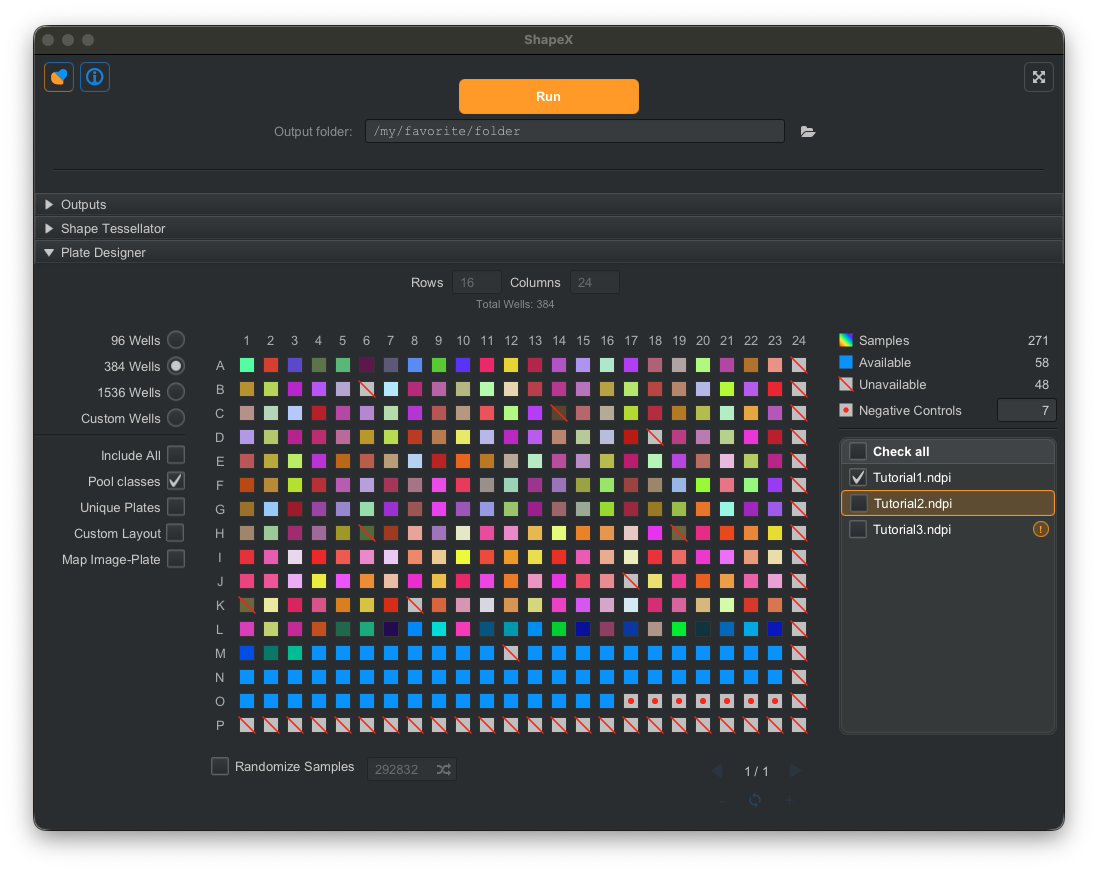 ShapeX
Run
Output folder: /my/favorite/folder
Outputs
Shape Tessellator
Plate Designer
Rows 16 Columns 24
Total Wells: 384
96 Wells
384 Wells
1536 Wells
Custom Wells
Include All
Pool classes
Unique Plates
Custom Layout
Map Image-Plate
1 2 3 4 5 6 7 8 9 10 11 12 13 14 15 16 17 18 19 20 21 22 23 24
A
B
C
D
E
F
G
H
I
J
K
L
M
N
O
P
Samples 271
Available 58
Unavailable 48
Negative Controls 7
Check all
Tutorial1.ndpi
Tutorial2.ndpi
Tutorial3.ndpi
Randomize Samples 292832
1 / 1